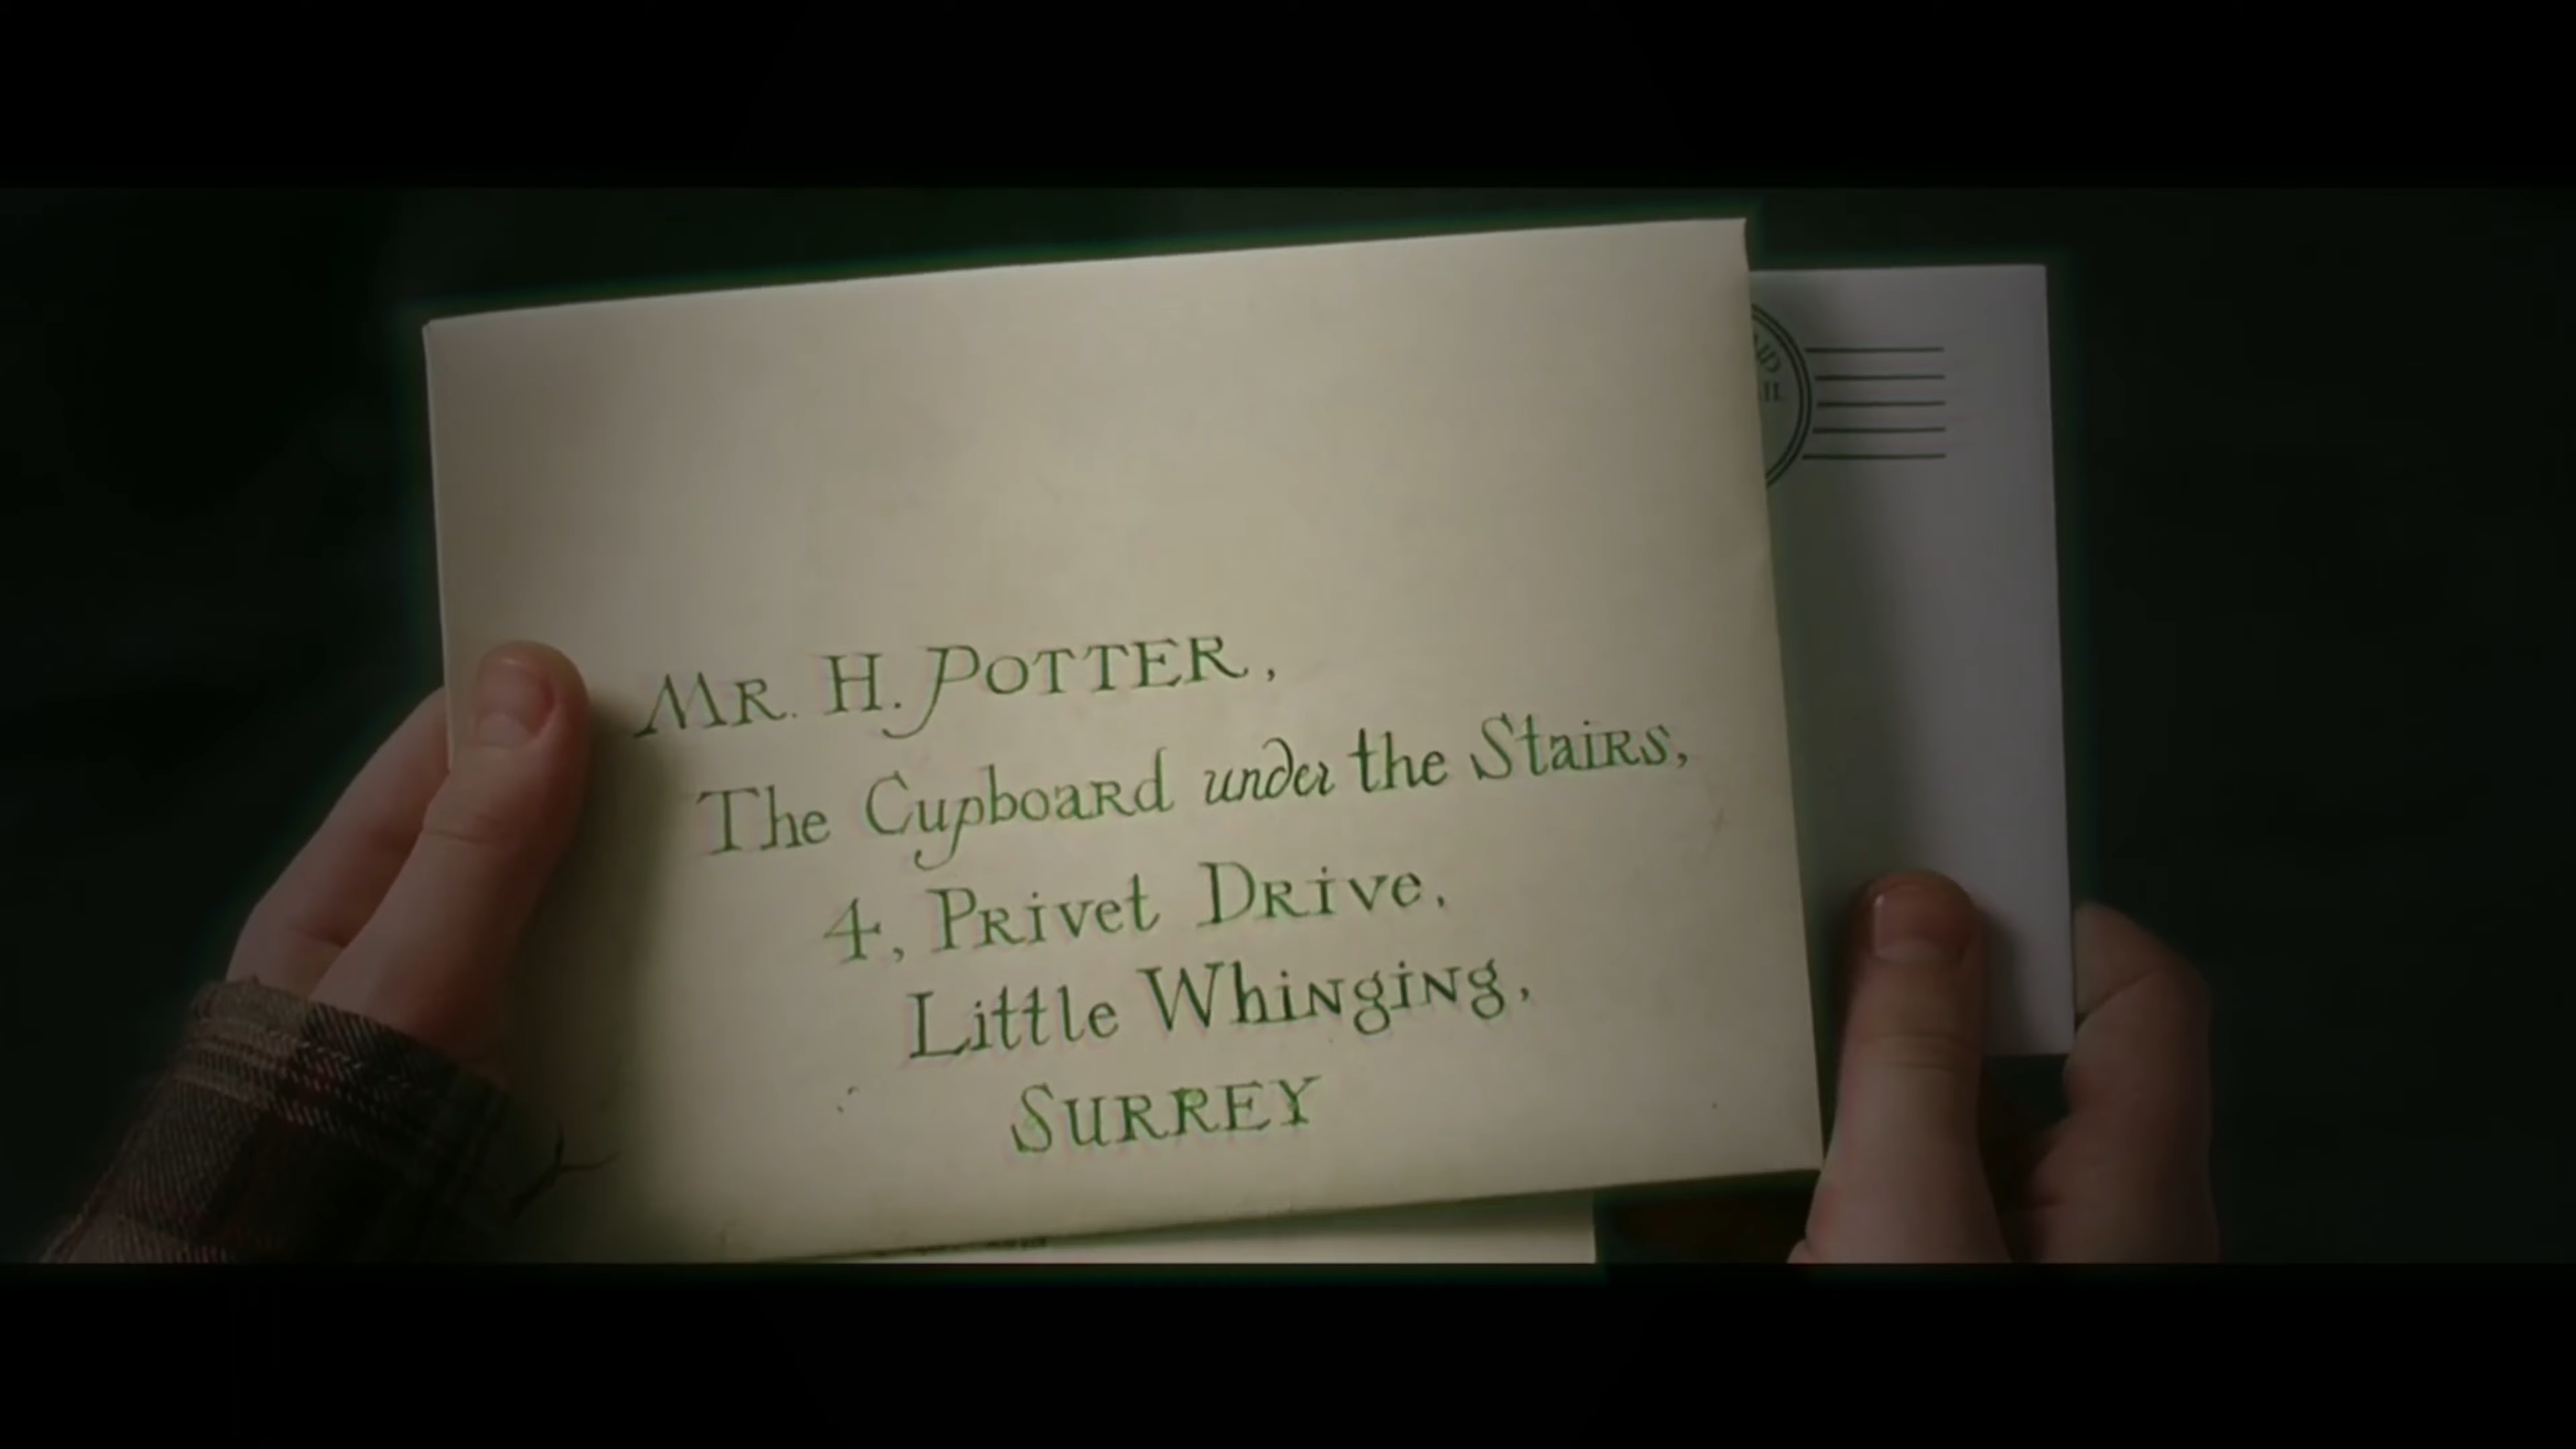 MR. H. POTTER,
The Cupboard under the Stairs,
4, Privet Drive,
Little Whinging,
SURREY